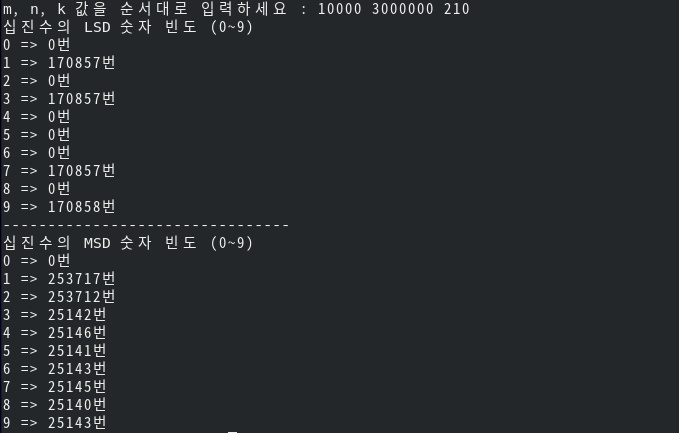 m, n, k 값을 순서대로 입력하세요 : 10000 3000000 210
십진수의 LSD 숫자 빈도 (0~9)
0 => 0번
1 => 170857번
2 => 0번
3 => 170857번
4 => 0번
5 => 0번
6 => 0번
7 => 170857번
8 => 0번
9 => 170858번
--------------------------------
십진수의 MSD 숫자 빈도 (0~9)
0 => 0번
1 => 253717번
2 => 253712번
3 => 25142번
4 => 25146번
5 => 25141번
6 => 25143번
7 => 25145번
8 => 25140번
9 => 25143번